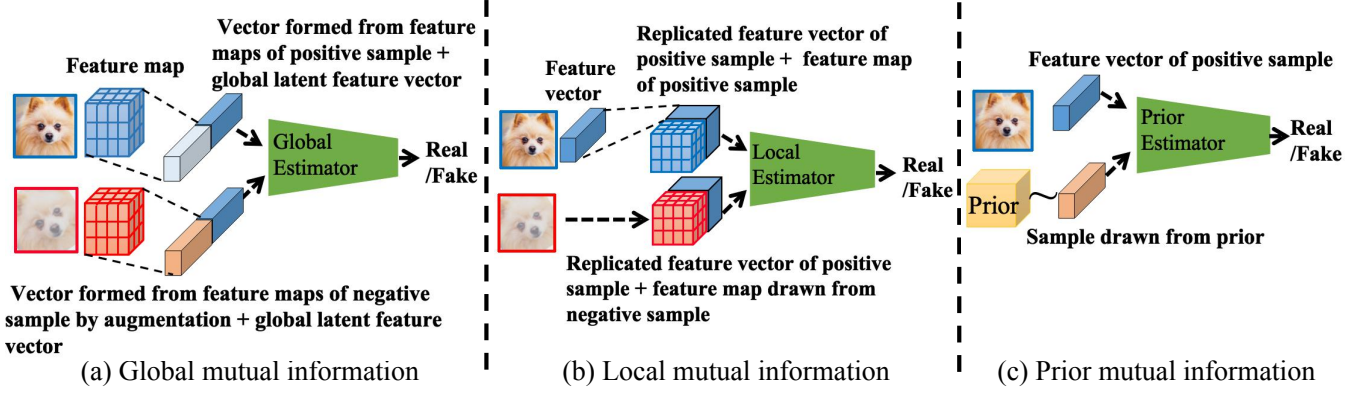 Vector formed from feature
maps of positive sample +
global latent feature vector
Feature map
Global
Estimator
Real
/Fake
Vector formed from feature maps of negative
sample by augmentation + global latent feature
vector
(a) Global mutual information
Replicated feature vector of
positive sample + feature map
of positive sample
Feature
vector
Local
Estimator
Real
/Fake
Replicated feature vector of positive
sample + feature map drawn from
negative sample
(b) Local mutual information
Feature vector of positive sample
Prior
Estimator
Real
/Fake
Prior
Sample drawn from prior
(c) Prior mutual information